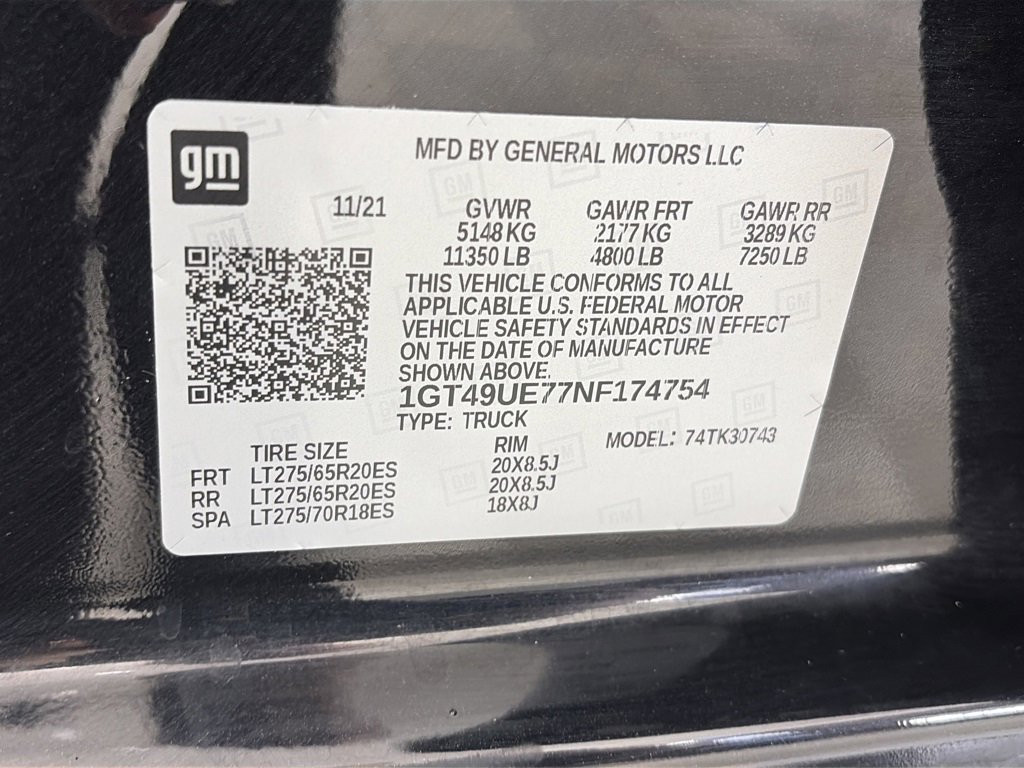 gm
MFD BY GENERAL MOTORS LLC
11/21 GVWR GAWR FRT GAWR RR
5148 KG 2177 KG 3289 KG
11350 LB 4800 LB 7250 LB
THIS VEHICLE CONFORMS TO ALL
APPLICABLE U.S. FEDERAL MOTOR
VEHICLE SAFETY STANDARDS IN EFFECT
ON THE DATE OF MANUFACTURE
SHOWN ABOVE.
1GT49UE77NF174754
TYPE: TRUCK
TIRE SIZE RIM MODEL: 74TK30743
FRT LT275/65R20ES 20X8.5J
RR LT275/65R20ES 20X8.5J
SPA LT275/70R18ES 18X8J